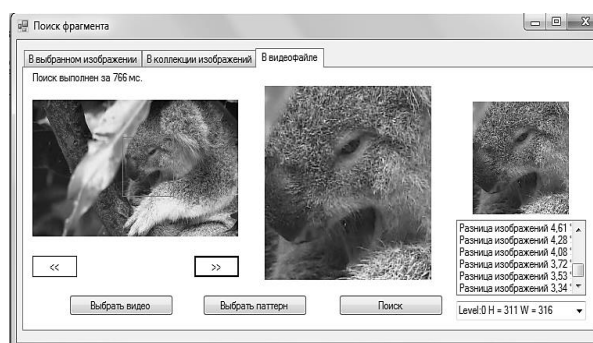 Поиск фрагмента
В выбранном изображении В коллекции изображений В видеофайле
Поиск выполнен за 766 мс.
Разница изображений 4,61
Разница изображений 4,28
Разница изображений 4,08
Разница изображений 3,72
Разница изображений 3,53
Разница изображений 3,34
<< >>
Выбрать видео Выбрать паттерн Поиск Level:0 H = 311 W = 316